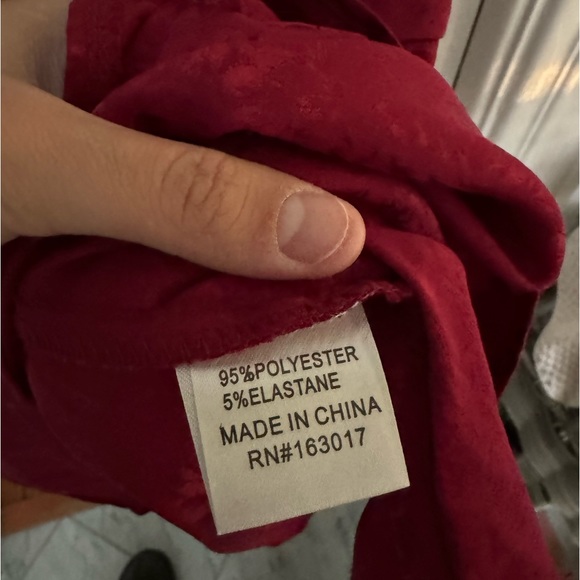 95%POLYESTER
5%ELASTANE
MADE IN CHINA
RN#163017